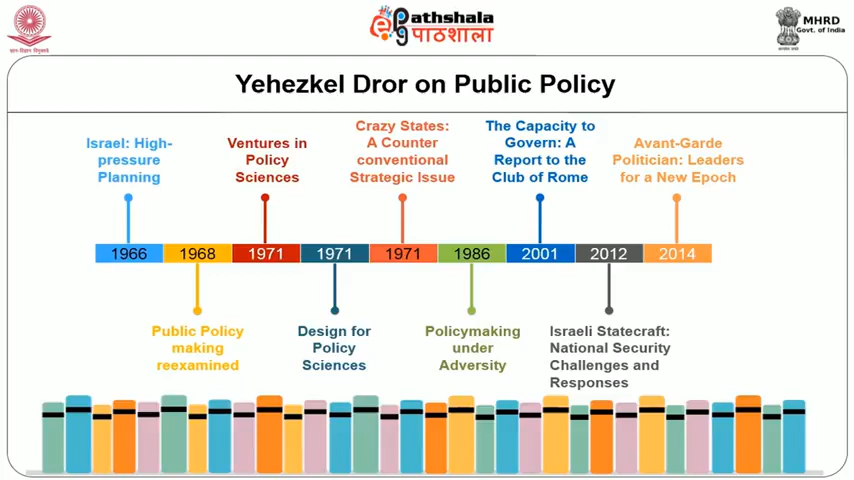 ePathshala
पाठशाला
MHRD
Govt. of India
Yehezkel Dror on Public Policy
Israel: High-
pressure
Planning
Ventures in
Policy
Sciences
Crazy States:
A Counter
conventional
Strategic Issue
The Capacity to
Govern: A
Report to the
Club of Rome
Avant-Garde
Politician: Leaders
for a New Epoch
1966 1968 1971 1971 1971 1986 2001 2012 2014
Public Policy
making
reexamined
Design for
Policy
Sciences
Policymaking
under
Adversity
Israeli Statecraft:
National Security
Challenges and
Responses